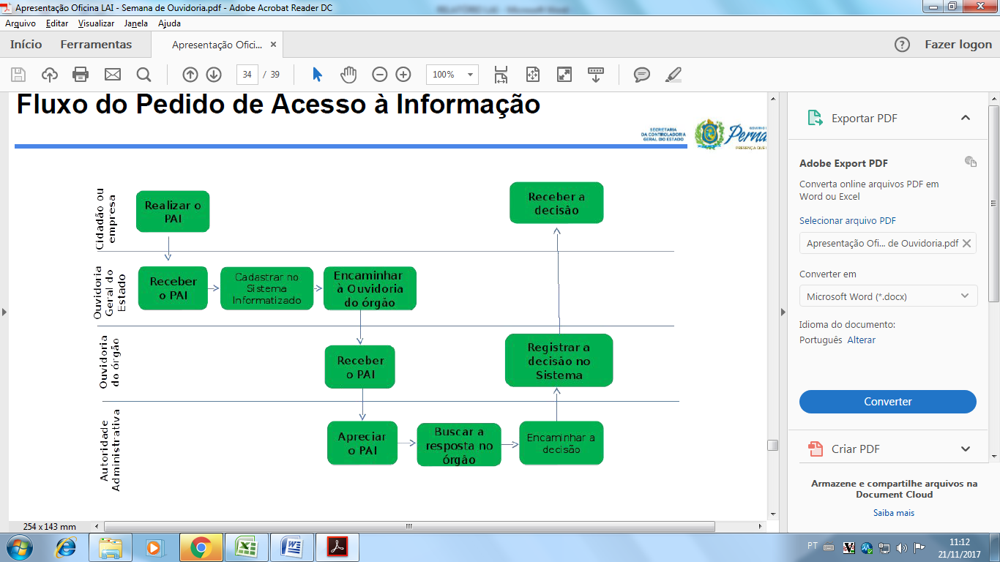 Apresentação Oficina LAI - Semana de Ouvidoria.pdf - Adobe Acrobat Reader DC
RELATÓRIO LAI - Microsoft Word
Arquivo Editar Visualizar Janela Ajuda
Início Ferramentas Apresentação Ofici... × ? Fazer logon
34 / 39 100%
Fluxo do Pedido de Acesso à Informação
SECRETARIA
DA CONTROLADORIA
GERAL DO ESTADO
Cidadão ou
empresa
Realizar o
PAI
Receber a
decisão
Ouvidoria
Geral do
Estado
Receber
o PAI
Cadastrar no
Sistema
Informatizado
Encaminhar
à Ouvidoria
do órgão
Ouvidoria
do órgão
Receber
o PAI
Registrar a
decisão no
Sistema
Autoridade
Administrativa
Apreciar
o PAI
Buscar a
resposta no
órgão
Encaminhar a
decisão
254 x 143 mm
Exportar PDF
Adobe Export PDF
Converta online arquivos PDF em
Word ou Excel
Selecionar arquivo PDF
Apresentação Ofi... de Ouvidoria.pdf
Converter em
Microsoft Word (*.docx)
Idioma do documento:
Português Alterar
Converter
Criar PDF
Armazene e compartilhe arquivos na
Document Cloud
Saiba mais
PT
11:12
21/11/2017